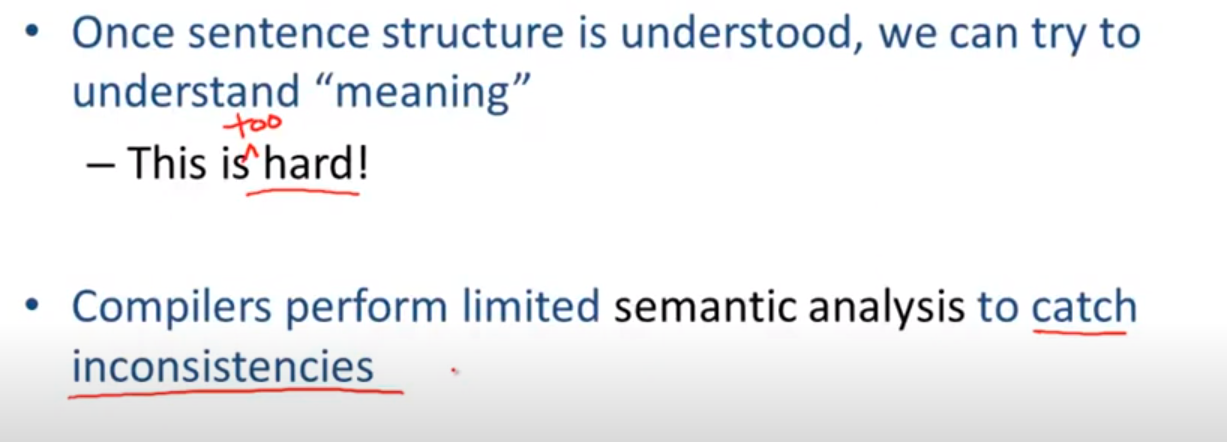 • Once sentence structure is understood, we can try to
understand “meaning”
too
– This is ^ hard!
• Compilers perform limited semantic analysis to catch
inconsistencies